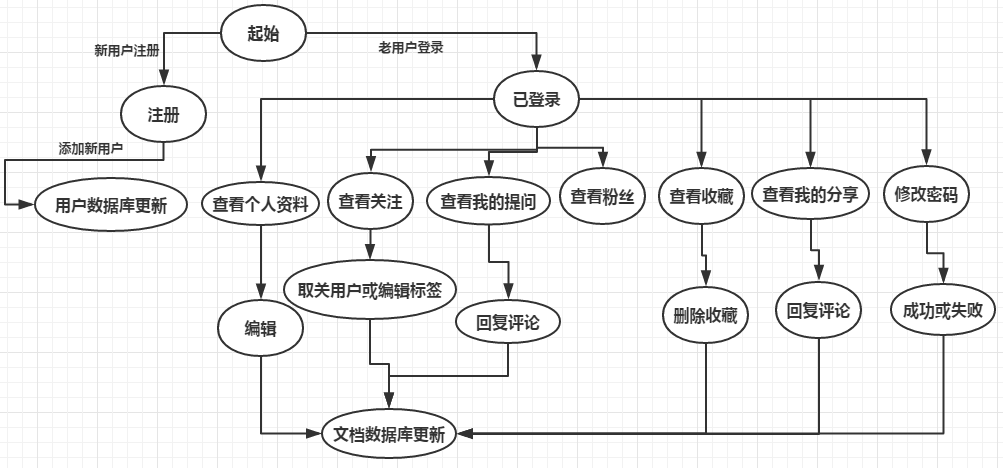 起始
新用户注册
老用户登录
已登录
注册
添加新用户
用户数据库更新
查看个人资料
查看关注
查看我的提问
查看粉丝
查看收藏
查看我的分享
修改密码
取关用户或编辑标签
编辑
回复评论
删除收藏
回复评论
成功或失败
文档数据库更新